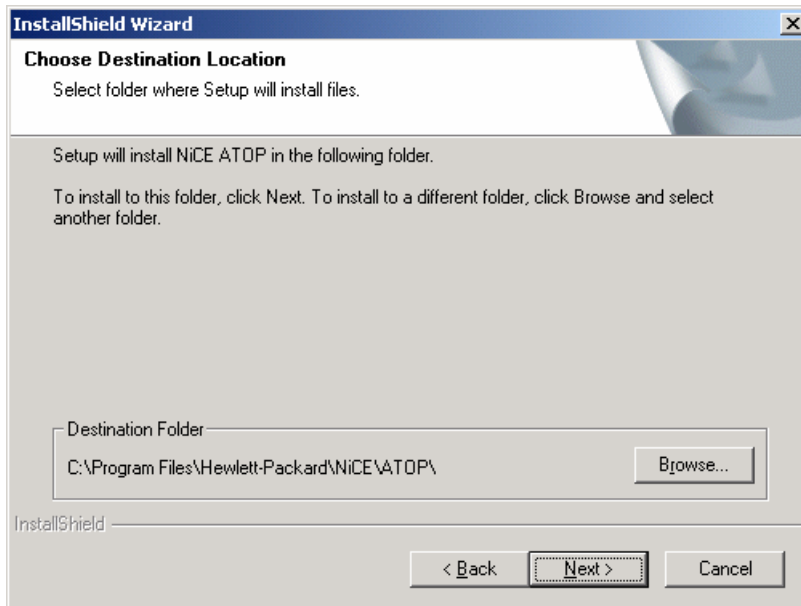 InstallShield Wizard
Choose Destination Location
Select folder where Setup will install files.
Setup will install NiCE ATOP in the following folder.
To install to this folder, click Next. To install to a different folder, click Browse and select
another folder.
Destination Folder
C:\Program Files\Hewlett-Packard\NiCE\ATOP\
Browse...
InstallShield
< Back
Next >
Cancel